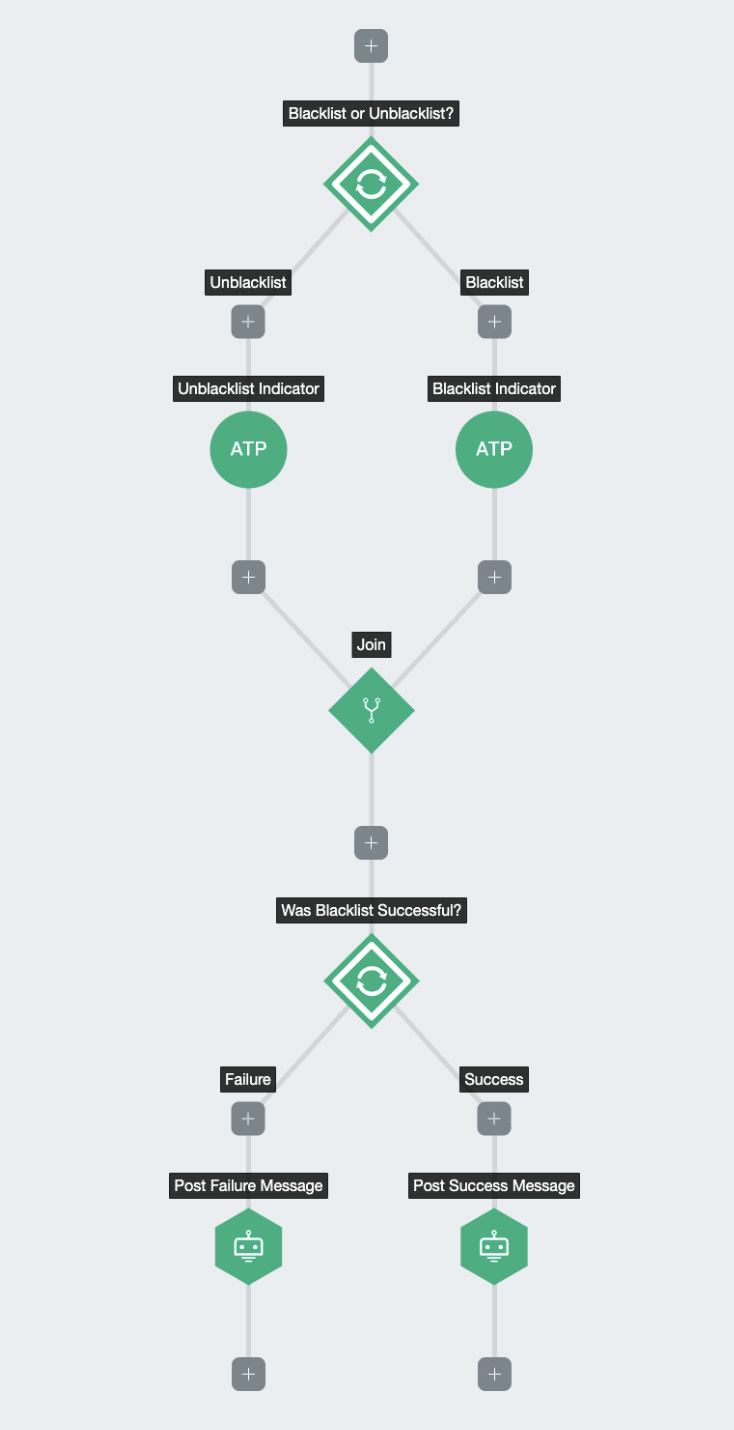 Blacklist or Unblacklist?
Unblacklist
Blacklist
Unblacklist Indicator
Blacklist Indicator
ATP
ATP
Join
Was Blacklist Successful?
Failure
Success
Post Failure Message
Post Success Message